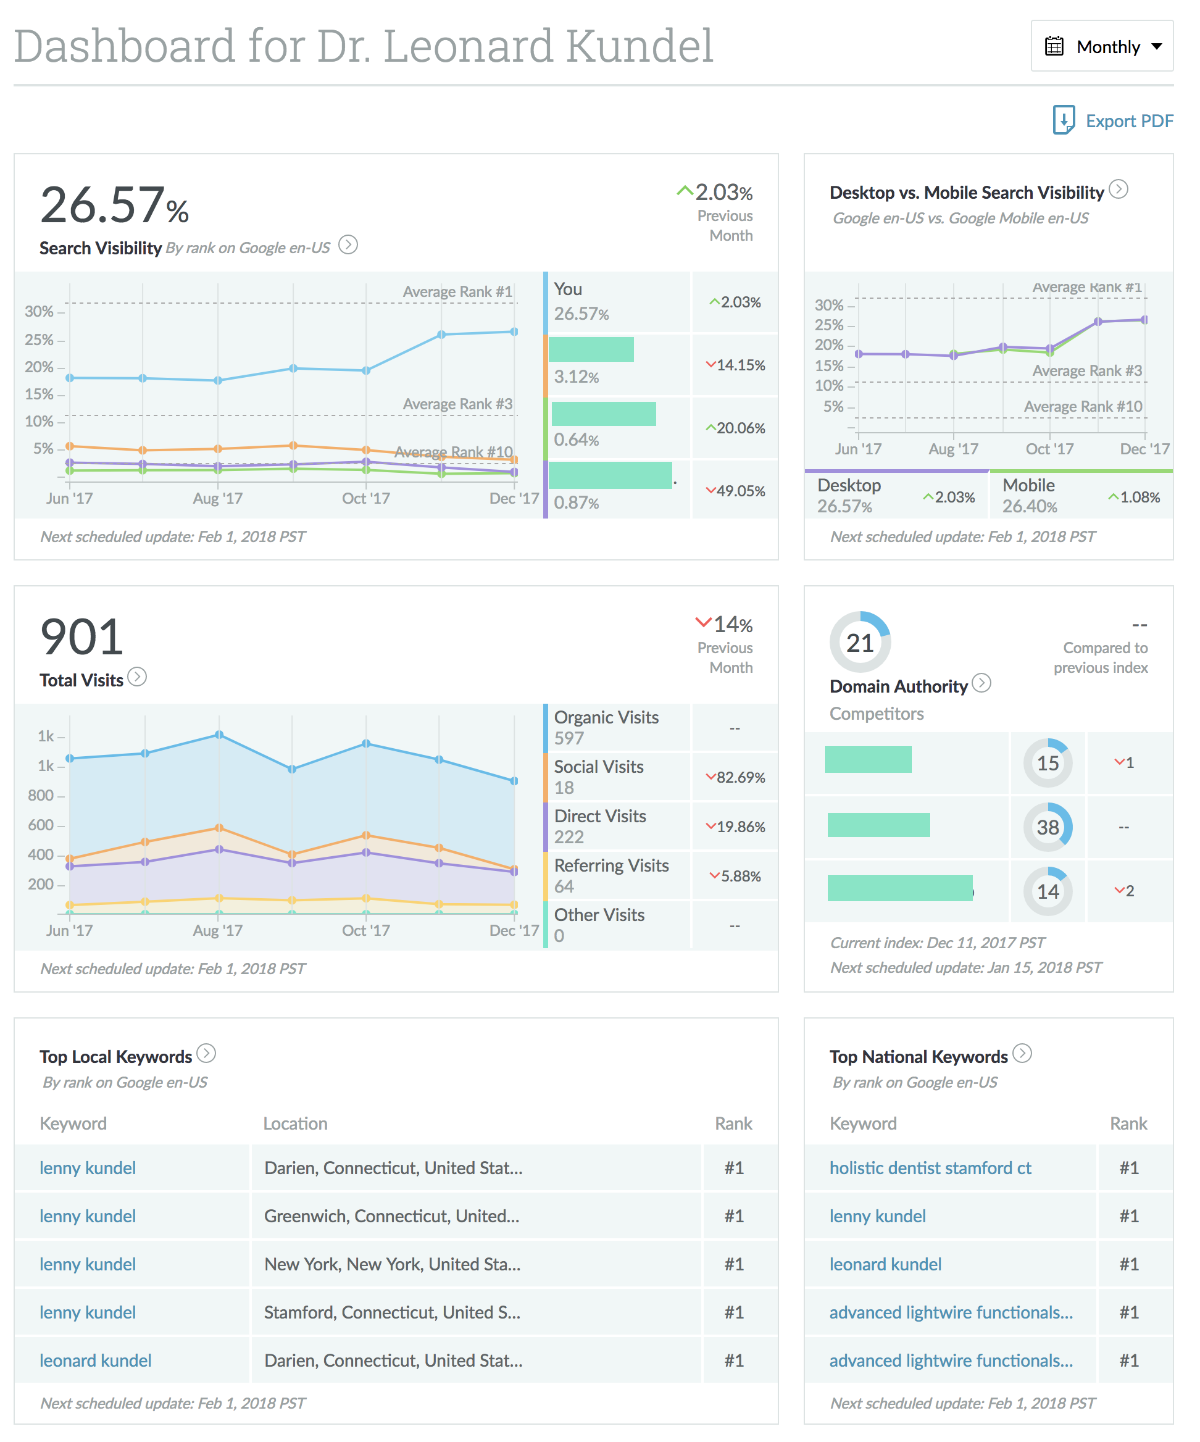 Dashboard for Dr. Leonard Kundel
Monthly
Export PDF
26.57%
Search Visibility By rank on Google en-US
2.03%
Previous
Month
Average Rank #1
Average Rank #3
Average Rank #10
30%
25%
20%
15%
10%
5%
Jun '17
Aug '17
Oct '17
Dec '17
You
26.57%
2.03%
3.12%
14.15%
0.64%
20.06%
0.87%
49.05%
Next scheduled update: Feb 1, 2018 PST
Desktop vs. Mobile Search Visibility
Google en-US vs. Google Mobile en-US
Average Rank #1
Average Rank #3
Average Rank #10
30%
25%
20%
15%
10%
5%
Jun '17
Aug '17
Oct '17
Dec '17
Desktop
26.57%
2.03%
Mobile
26.40%
1.08%
Next scheduled update: Feb 1, 2018 PST
901
Total Visits
14%
Previous
Month
1k
1k
800
600
400
200
Jun '17
Aug '17
Oct '17
Dec '17
Organic Visits
597
--
Social Visits
18
82.69%
Direct Visits
222
19.86%
Referring Visits
64
5.88%
Other Visits
0
--
Next scheduled update: Feb 1, 2018 PST
21
Domain Authority
Competitors
--
Compared to
previous index
15
1
38
--
14
2
Current index: Dec 11, 2017 PST
Next scheduled update: Jan 15, 2018 PST
Top Local Keywords
By rank on Google en-US
Keyword Location Rank
lenny kundel Darien, Connecticut, United Stat... #1
lenny kundel Greenwich, Connecticut, United... #1
lenny kundel New York, New York, United Sta... #1
lenny kundel Stamford, Connecticut, United S... #1
leonard kundel Darien, Connecticut, United Stat... #1
Next scheduled update: Feb 1, 2018 PST
Top National Keywords
By rank on Google en-US
Keyword Rank
holistic dentist stamford ct #1
lenny kundel #1
leonard kundel #1
advanced lightwire functionals... #1
advanced lightwire functionals... #1
Next scheduled update: Feb 1, 2018 PST